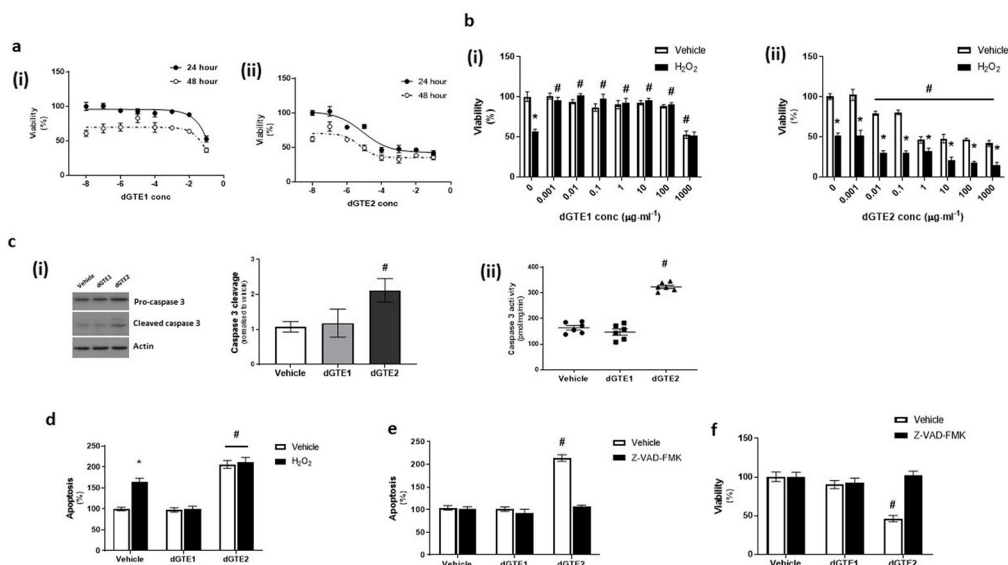 a
(i)
24 hour
48 hour
Viability
(%)
150
100
50
0
-8
-6
-4
-2
0
dGTE1 conc
(ii)
24 hour
48 hour
Viability
(%)
150
100
50
0
-8
-6
-4
-2
0
dGTE2 conc
b
(i)
Vehicle
H2O2
Viability
(%)
150
100
50
0
* # # # # # # #
0
0.001
0.01
0.1
1
10
100
1000
dGTE1 conc (μg·ml-1)
(ii)
Vehicle
H2O2
Viability
(%)
150
100
50
0
#
* * * * * * * *
0
0.001
0.01
0.1
1
10
100
1000
dGTE2 conc (μg·ml-1)
c
(i)
Vehicle
dGTE1
dGTE2
Pro-caspase 3
Cleaved caspase 3
Actin
Caspase 3 cleavage
(normalised to vehicle)
3
2
1
0
#
Vehicle
dGTE1
dGTE2
(ii)
Caspase 3 activity
(pmol/mg/min)
400
300
200
100
0
#
Vehicle
dGTE1
dGTE2
d
Vehicle
H2O2
Apoptosis
(%)
250
200
150
100
50
0
*
#
Vehicle
dGTE1
dGTE2
e
Vehicle
Z-VAD-FMK
Apoptosis
(%)
250
200
150
100
50
0
#
Vehicle
dGTE1
dGTE2
f
Vehicle
Z-VAD-FMK
Viability
(%)
150
100
50
0
#
Vehicle
dGTE1
dGTE2